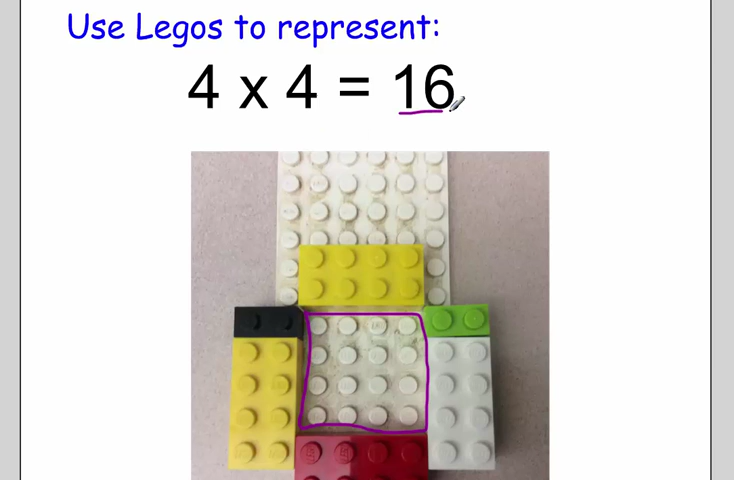 Use Legos to represent:
4 x 4 = 16